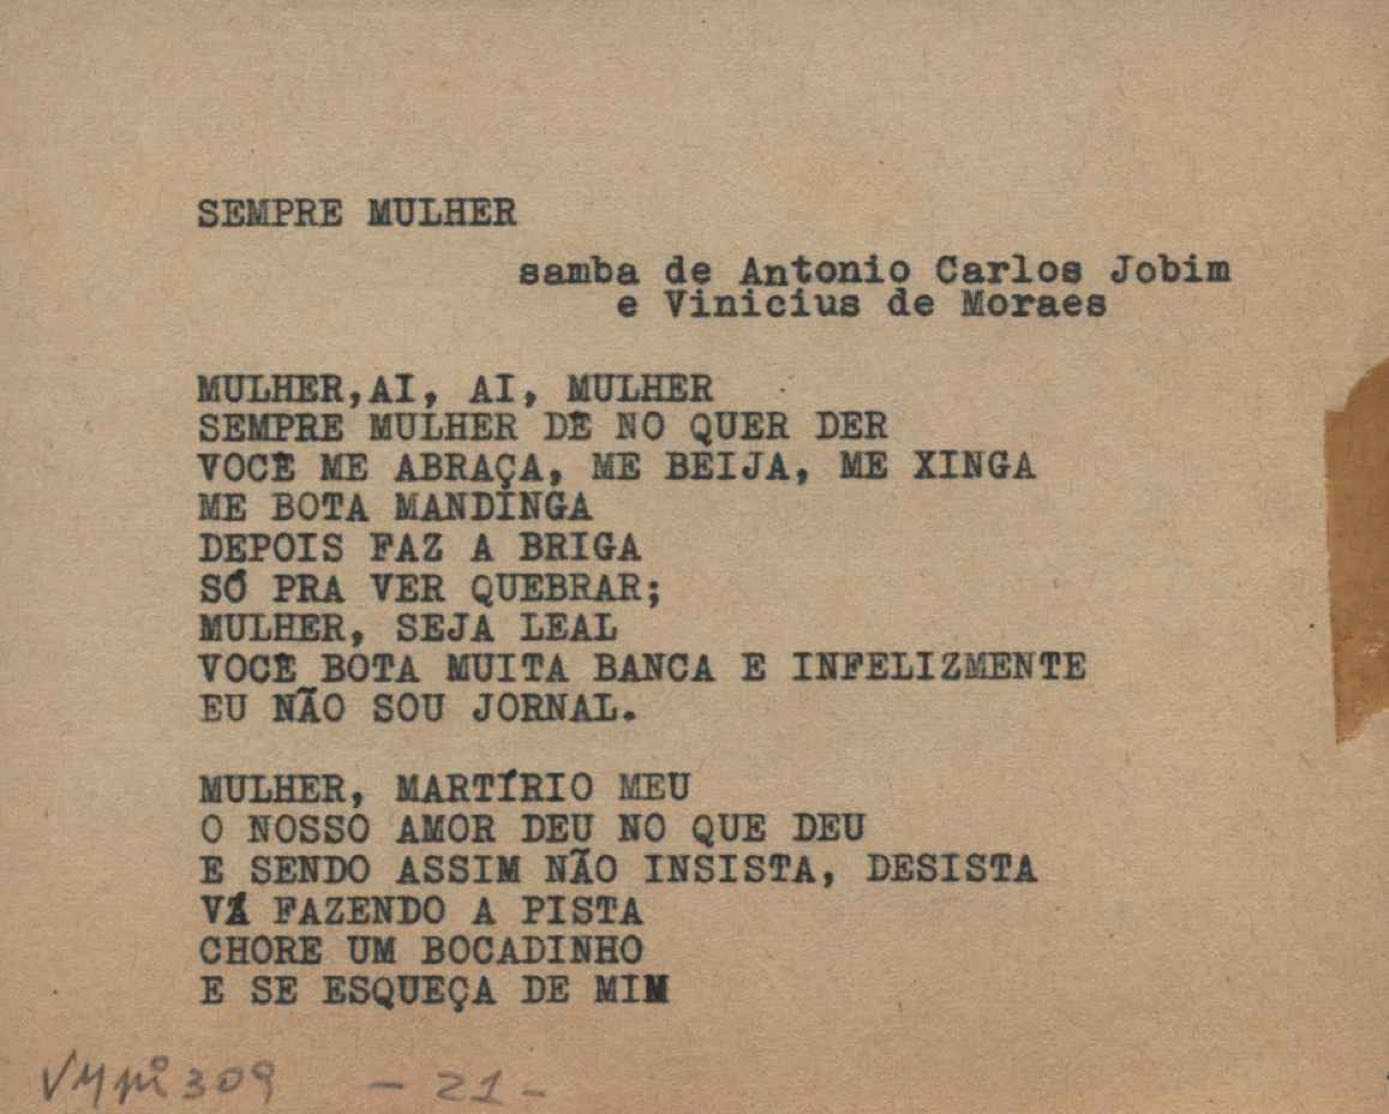 SEMPRE MULHER
samba de Antonio Carlos Jobim
e Vinicius de Moraes
MULHER,AI, AI, MULHER
SEMPRE MULHER DÊ NO QUER DER
VOCÊ ME ABRAÇA, ME BEIJA, ME XINGA
ME BOTA MANDINGA
DEPOIS FAZ A BRIGA
SÓ PRA VER QUEBRAR;
MULHER, SEJA LEAL
VOCÊ BOTA MUITA BANCA E INFELIZMENTE
EU NÃO SOU JORNAL.
MULHER, MARTÍRIO MEU
O NOSSO AMOR DEU NO QUE DEU
E SENDO ASSIM NÃO INSISTA, DESISTA
VÁ FAZENDO A PISTA
CHORE UM BOCADINHO
E SE ESQUEÇA DE MIM
309 - 21 -